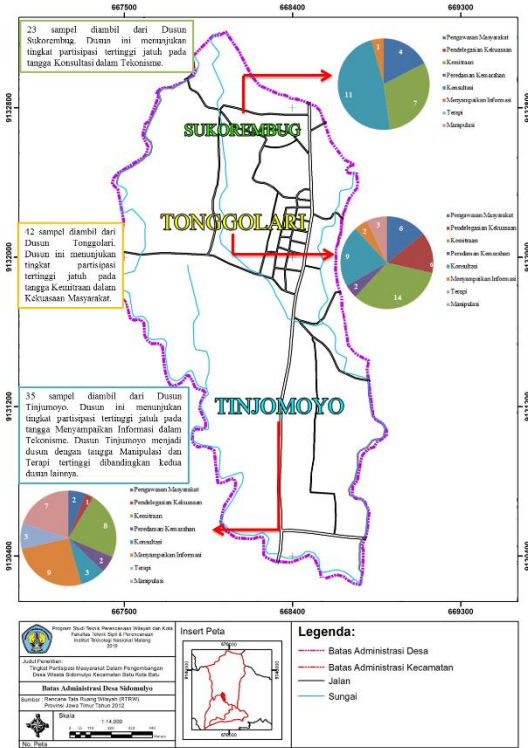 667500 668400 669300
23 sampel diambil dari Dusun
Sukorembug. Dusun ini menunjukan
tingkat partisipasi tertinggi jatuh pada
tangga Konsultasi dalam Tekonisme.
1
4
7
11
Pengawasan Masyarakat
Pendelegasian Kekuasaan
Kemitraan
Peredaman Kemarahan
Konsultasi
Menyampaikan Informasi
Terapi
Manipulasi
9132800
9132800
SUKOREMBUG
TONGGOLARI
42 sampel diambil dari
Dusun Tonggolari.
Dusun ini menunjukan
tingkat partisipasi
tertinggi jatuh pada
tangga Kemitraan dalam
Kekuasaan Masyarakat.
9132000
9132000
2
3
6
6
14
2
9
Pengawasan Masyarakat
Pendelegasian Kekuasaan
Kemitraan
Peredaman Kemarahan
Konsultasi
Menyampaikan Informasi
Terapi
Manipulasi
35 sampel diambil dari Dusun
Tinjumoyo. Dusun ini menunjukan
tingkat partisipasi tertinggi jatuh pada
tangga Menyampaikan Informasi dalam
Tekonisme. Dusun Tinjumoyo menjadi
dusun dengan tangga Manipulasi dan
Terapi tertinggi dibandingkan kedua
dusun lainnya.
TINJOMOYO
9131200
9131200
7
2
1
8
2
3
9
3
Pengawasan Masyarakat
Pendelegasian Kekuasaan
Kemitraan
Peredaman Kemarahan
Konsultasi
Menyampaikan Informasi
Terapi
Manipulasi
9130400
9130400
667500 668400 669300
Program Studi Teknik Perencanaan Wilayah dan Kota
Fakultas Teknik Sipil & Perencanaan
Institut Teknologi Nasional Malang
2019
Judul Penelitian:
Tingkat Partisipasi Masyarakat Dalam Pengembangan
Desa Wisata Sidomulyo Kecamatan Batu Kota Batu
Batas Administrasi Desa Sidomulyo
Sumber : Rencana Tata Ruang Wilayah (RTRW)
Provinsi Jawa Timur Tahun 2012
Skala
1:14,000
No. Peta
Insert Peta
Legenda:
Batas Administrasi Desa
Batas Administrasi Kecamatan
Jalan
Sungai